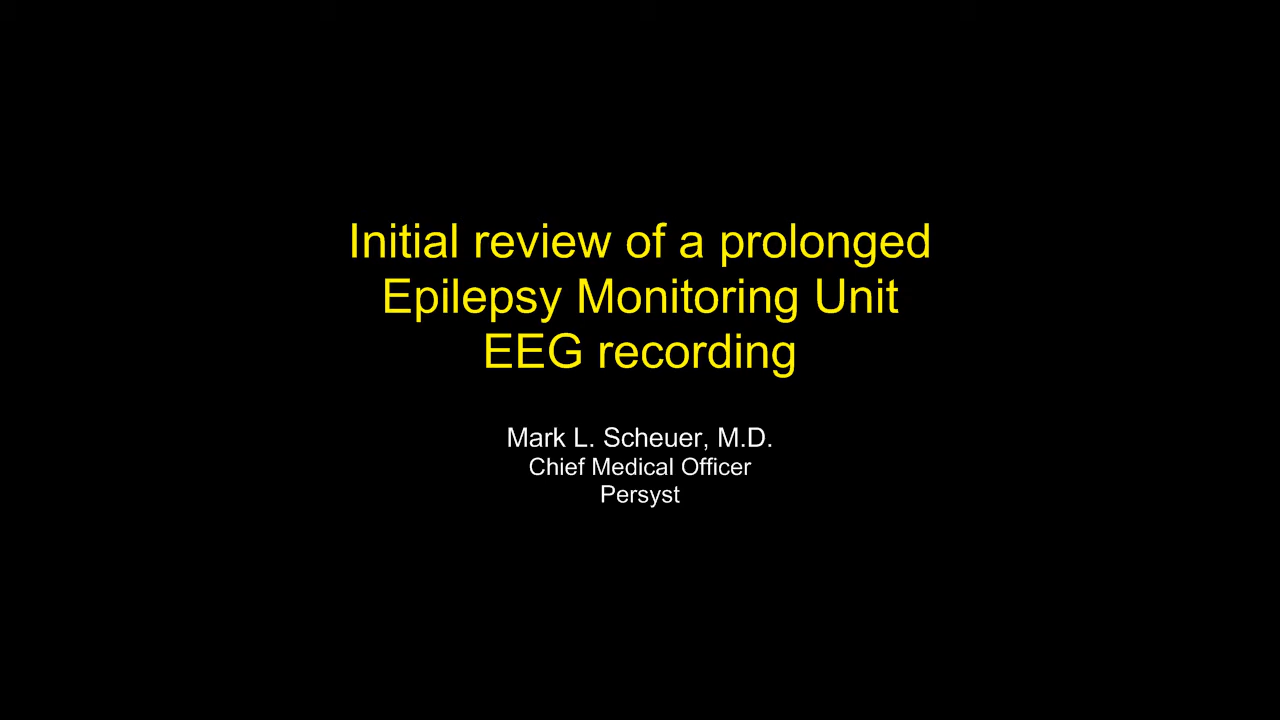 Initial review of a prolonged
Epilepsy Monitoring Unit
EEG recording
Mark L. Scheuer, M.D.
Chief Medical Officer
Persyst